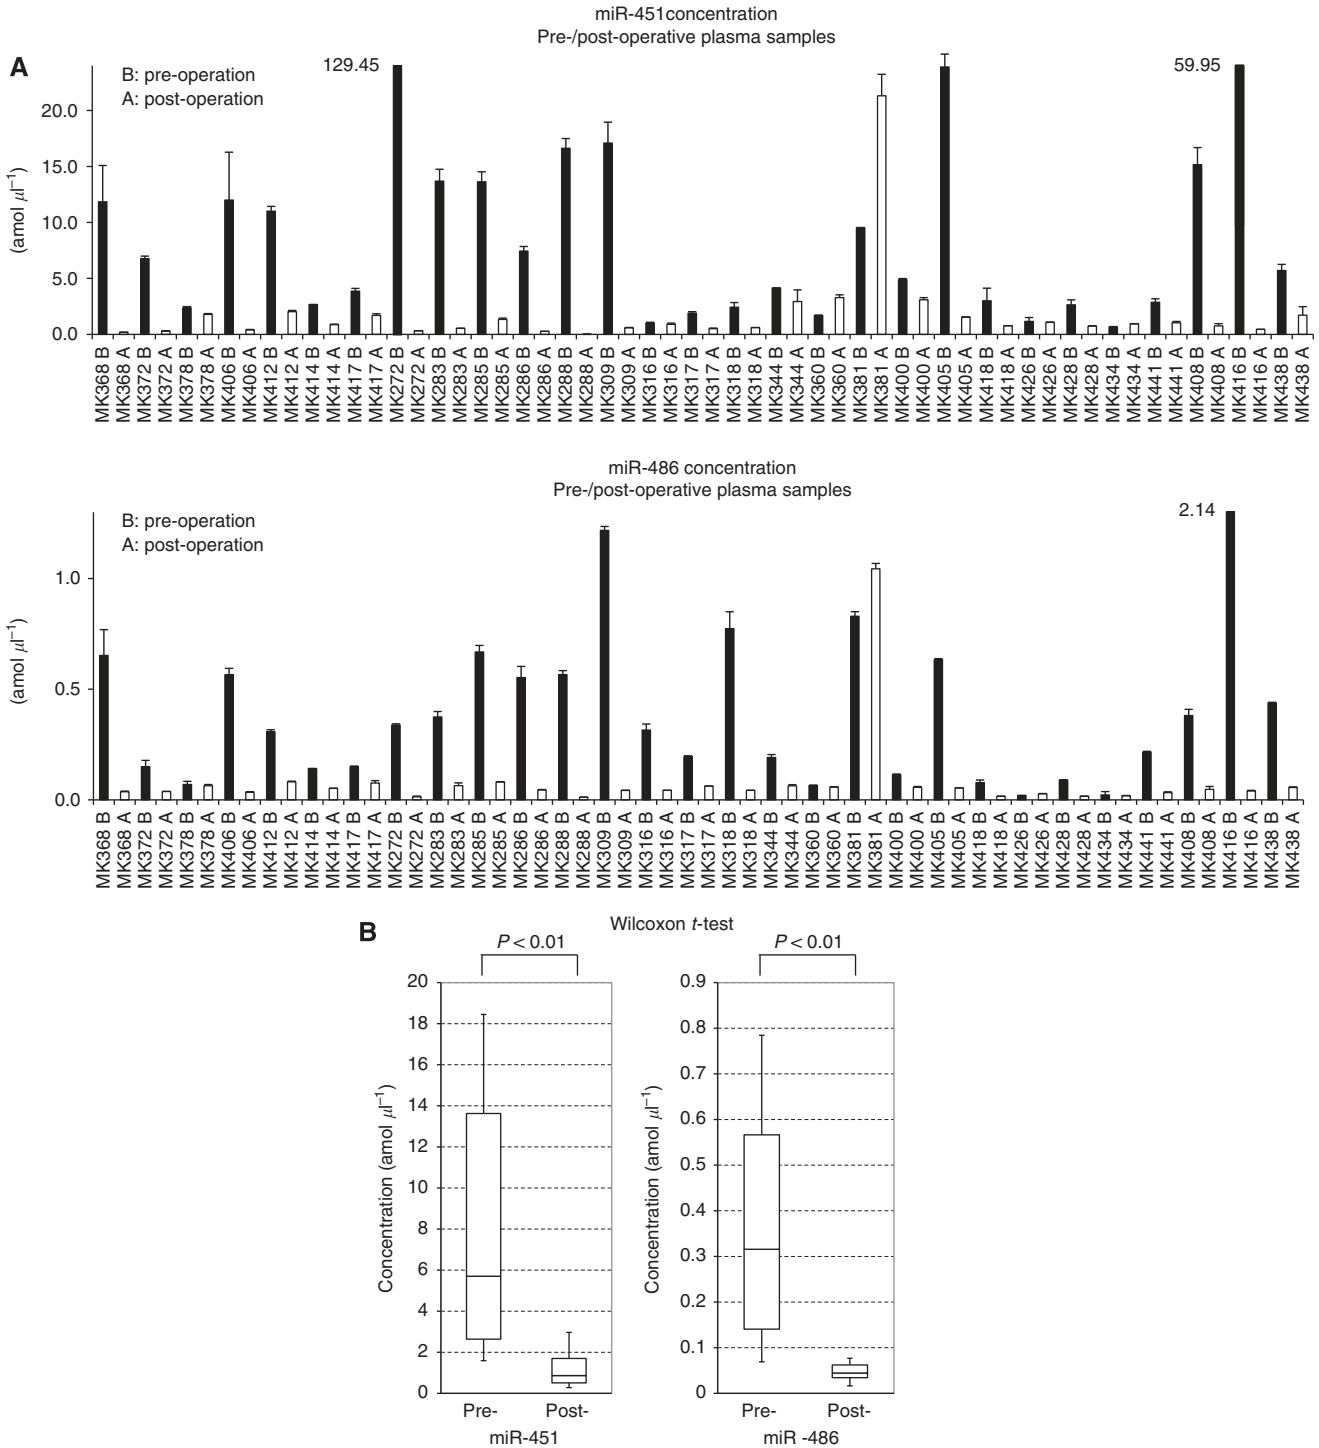 A
miR-451concentration
Pre-/post-operative plasma samples
B: pre-operation
A: post-operation
129.45
59.95
(amol µl⁻¹)
20.0
15.0
10.0
5.0
0.0
MK368 B
MK368 A
MK372 B
MK372 A
MK378 B
MK378 A
MK406 B
MK406 A
MK412 B
MK412 A
MK414 B
MK414 A
MK417 B
MK417 A
MK272 B
MK272 A
MK283 B
MK283 A
MK285 B
MK285 A
MK286 B
MK286 A
MK288 B
MK288 A
MK309 B
MK309 A
MK316 B
MK316 A
MK317 B
MK317 A
MK318 B
MK318 A
MK344 B
MK344 A
MK360 B
MK360 A
MK381 B
MK381 A
MK400 B
MK400 A
MK405 B
MK405 A
MK418 B
MK418 A
MK426 B
MK426 A
MK428 B
MK428 A
MK434 B
MK434 A
MK441 B
MK441 A
MK408 B
MK408 A
MK416 B
MK416 A
MK438 B
MK438 A
miR-486 concentration
Pre-/post-operative plasma samples
B: pre-operation
A: post-operation
2.14
(amol µl⁻¹)
1.0
0.5
0.0
MK368 B
MK368 A
MK372 B
MK372 A
MK378 B
MK378 A
MK406 B
MK406 A
MK412 B
MK412 A
MK414 B
MK414 A
MK417 B
MK417 A
MK272 B
MK272 A
MK283 B
MK283 A
MK285 B
MK285 A
MK286 B
MK286 A
MK288 B
MK288 A
MK309 B
MK309 A
MK316 B
MK316 A
MK317 B
MK317 A
MK318 B
MK318 A
MK344 B
MK344 A
MK360 B
MK360 A
MK381 B
MK381 A
MK400 B
MK400 A
MK405 B
MK405 A
MK418 B
MK418 A
MK426 B
MK426 A
MK428 B
MK428 A
MK434 B
MK434 A
MK441 B
MK441 A
MK408 B
MK408 A
MK416 B
MK416 A
MK438 B
MK438 A
B
Wilcoxon t-test
P < 0.01
Concentration (amol µl⁻¹)
20
18
16
14
12
10
8
6
4
2
0
Pre-
Post-
miR-451
P < 0.01
Concentration (amol µl⁻¹)
0.9
0.8
0.7
0.6
0.5
0.4
0.3
0.2
0.1
0
Pre-
Post-
miR -486